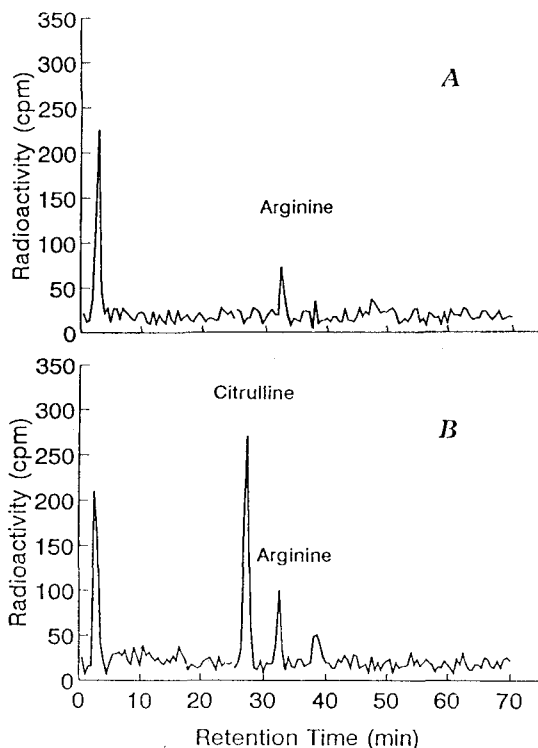 350
300
250
200
150
100
50
0
Radioactivity (cpm)
A
Arginine
350
300
250
200
150
100
50
0
Radioactivity (cpm)
Citrulline
B
Arginine
0 10 20 30 40 50 60 70
Retention Time (min)